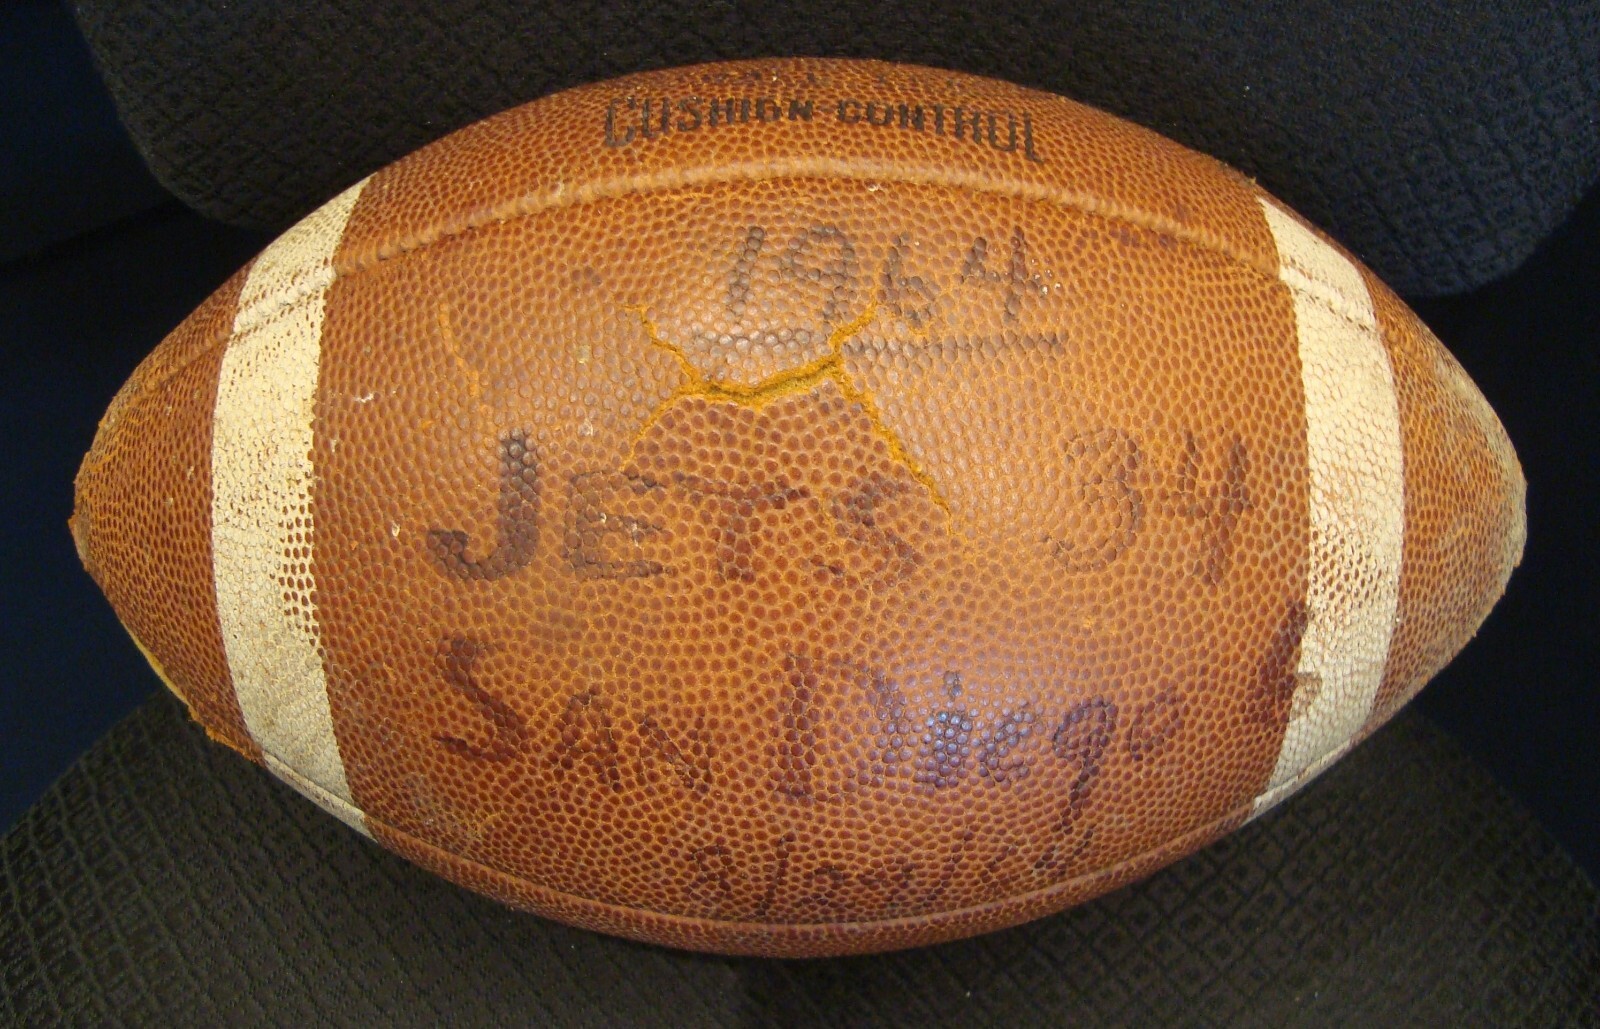 CUSHION CONTROL
1964
JETS 34
SAN Diego